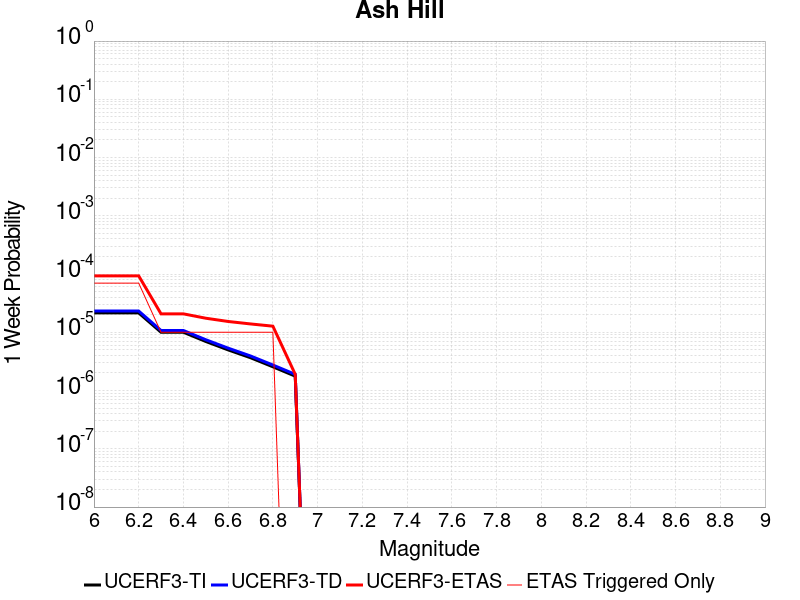 Ash Hill
10^0
10^-1
10^-2
10^-3
10^-4
10^-5
10^-6
10^-7
10^-8
1 Week Probability
6 6.2 6.4 6.6 6.8 7 7.2 7.4 7.6 7.8 8 8.2 8.4 8.6 8.8 9
Magnitude
UCERF3-TI UCERF3-TD UCERF3-ETAS ETAS Triggered Only